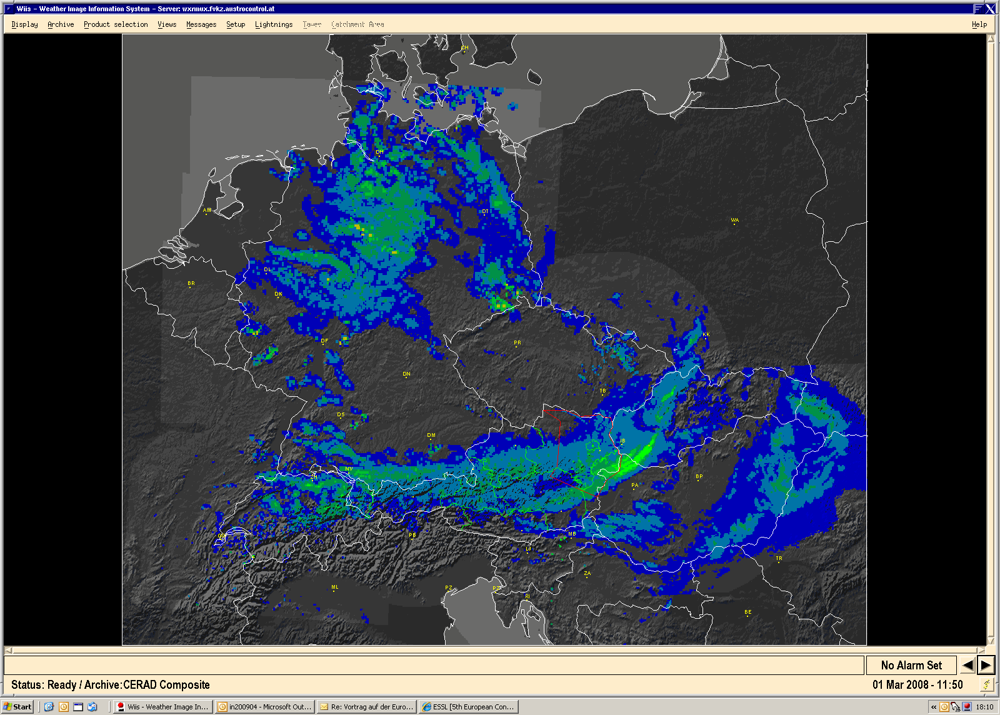 Wiis - Weather Image Information System - Server: wxrmux.fvkz.austrocontrol.at
Display Archive Product selection Views Messages Setup Lightnings Tawes Catchment Area Help
CH
DH
AM
DT
WA
DL
BR
DK
KK
DF
PR
DN
TB
DS
DM
IB
NY
BP
PA
PB
MB
LJ
TR
ZA
ML
PZ
RI
BE
No Alarm Set
Status: Ready / Archive:CERAD Composite 01 Mar 2008 - 11:50
Start Wiis - Weather Image In... in200904 - Microsoft Out... Re: Vortrag auf der Euro... ESSL [5th European Con... « 18:10